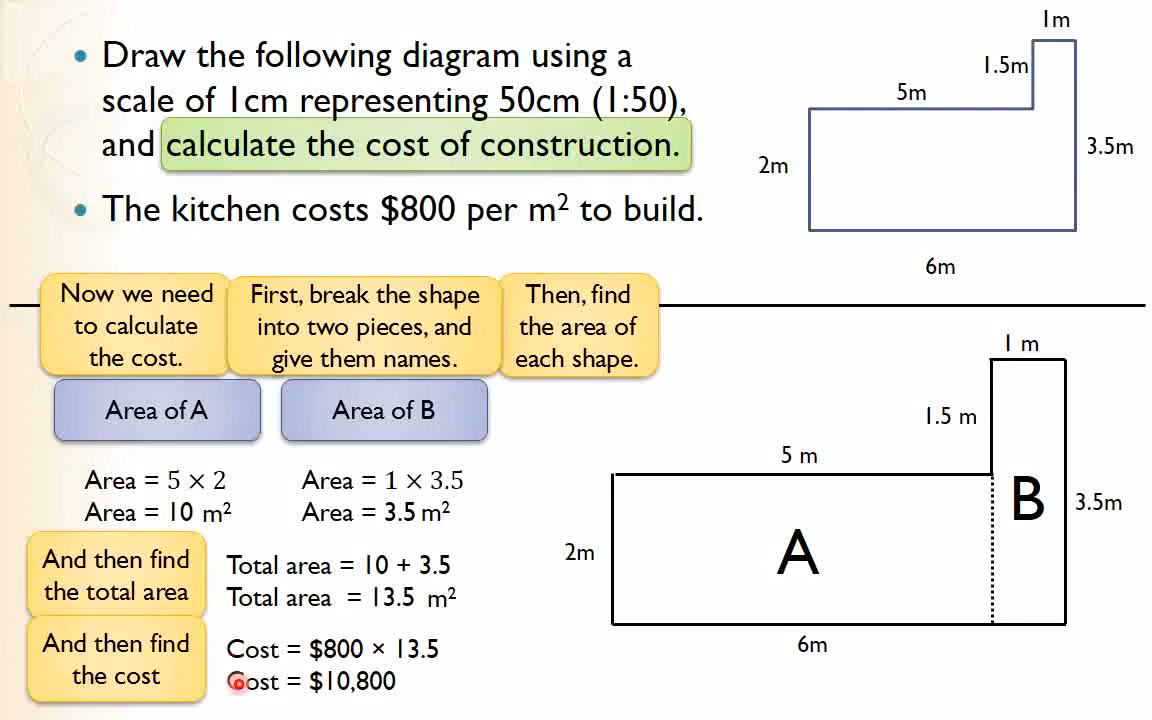 Draw the following diagram using a
scale of 1cm representing 50cm (1:50),
and calculate the cost of construction.
The kitchen costs $800 per m² to build.
1m
1.5m
5m
2m
3.5m
6m
Now we need
to calculate
the cost.
First, break the shape
into two pieces, and
give them names.
Then, find
the area of
each shape.
Area of A
Area = 5 × 2
Area = 10 m²
Area of B
Area = 1 × 3.5
Area = 3.5 m²
And then find
the total area
Total area = 10 + 3.5
Total area = 13.5 m²
And then find
the cost
Cost = $800 × 13.5
Cost = $10,800
1 m
1.5 m
5 m
B
3.5m
2m
A
6m